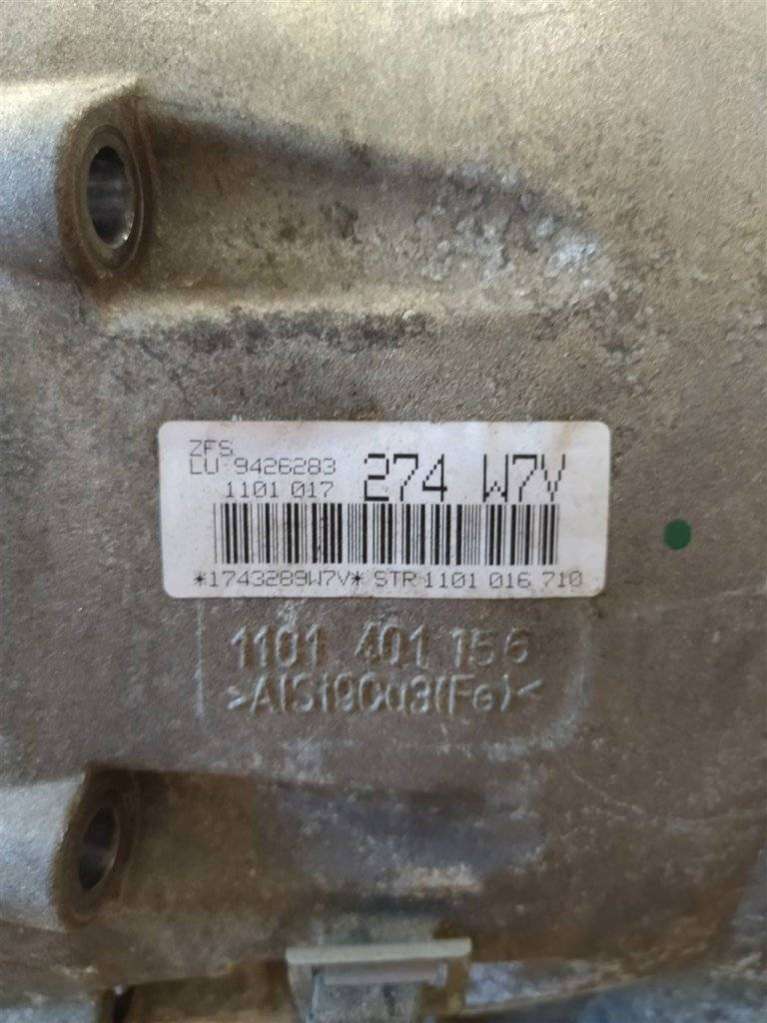 ZFS
LU 9426283
1101 017
274 W7V
*1743289W7V* STR 1101 016 710
1101 401 156
>AlSi9Cu3(Fe)<